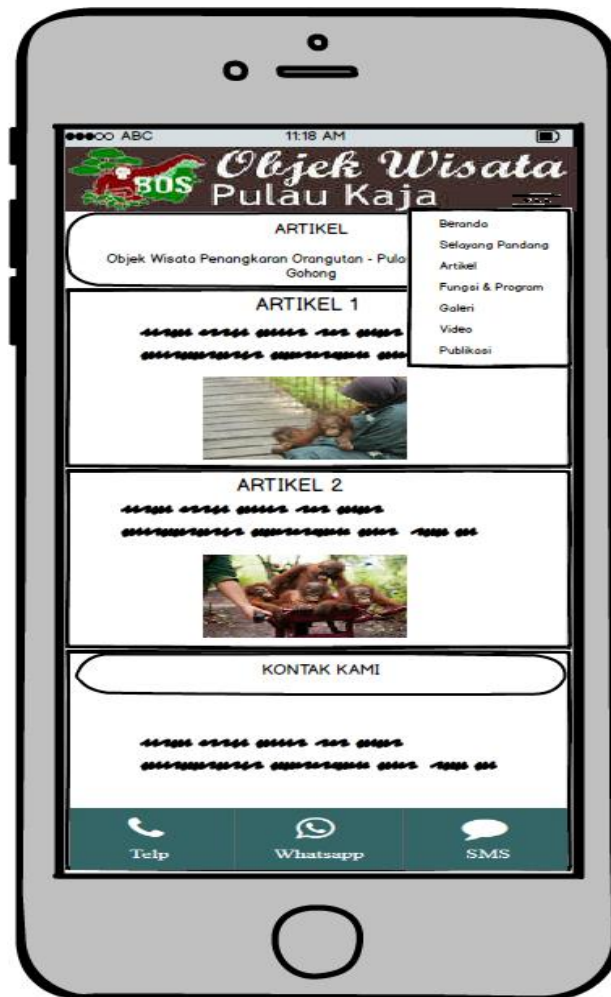 ABC 11:18 AM
BOS
Objek Wisata
Pulau Kaja
Beranda
Selayang Pandang
Artikel
Fungsi & Program
Galeri
Video
Publikasi
ARTIKEL
Objek Wisata Penangkaran Orangutan -
Gohong
ARTIKEL 1
ARTIKEL 2
KONTAK KAMI
Telp Whatsapp SMS